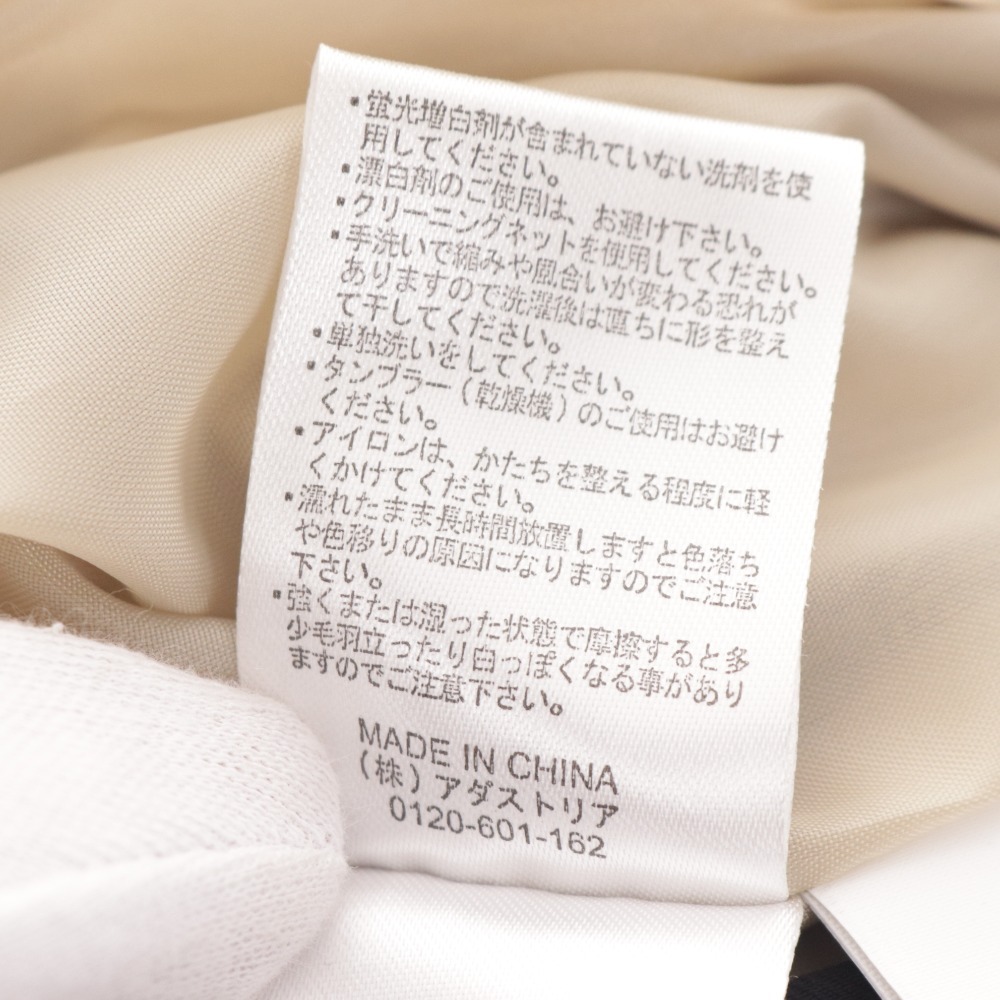 ・蛍光増白剤が含まれていない洗剤を使
用してください。
・漂白剤のご使用は、お避け下さい。
・クリーニングネットを使用してください。
・手洗いで縮みや風合いが変わる恐れが
ありますので洗濯後は直ちに形を整え
て干してください。
・単独洗いをしてください。
・タンブラー(乾燥機)のご使用はお避け
ください。
・アイロンは、かたちを整える程度に軽
くかけてください。
・濡れたまま長時間放置しますと色落ち
や色移りの原因になりますのでご注意
下さい。
・強くまたは湿った状態で摩擦すると多
少毛羽立ったり白っぽくなる事があり
ますのでご注意下さい。
MADE IN CHINA
(株)アダストリア
0120-601-162